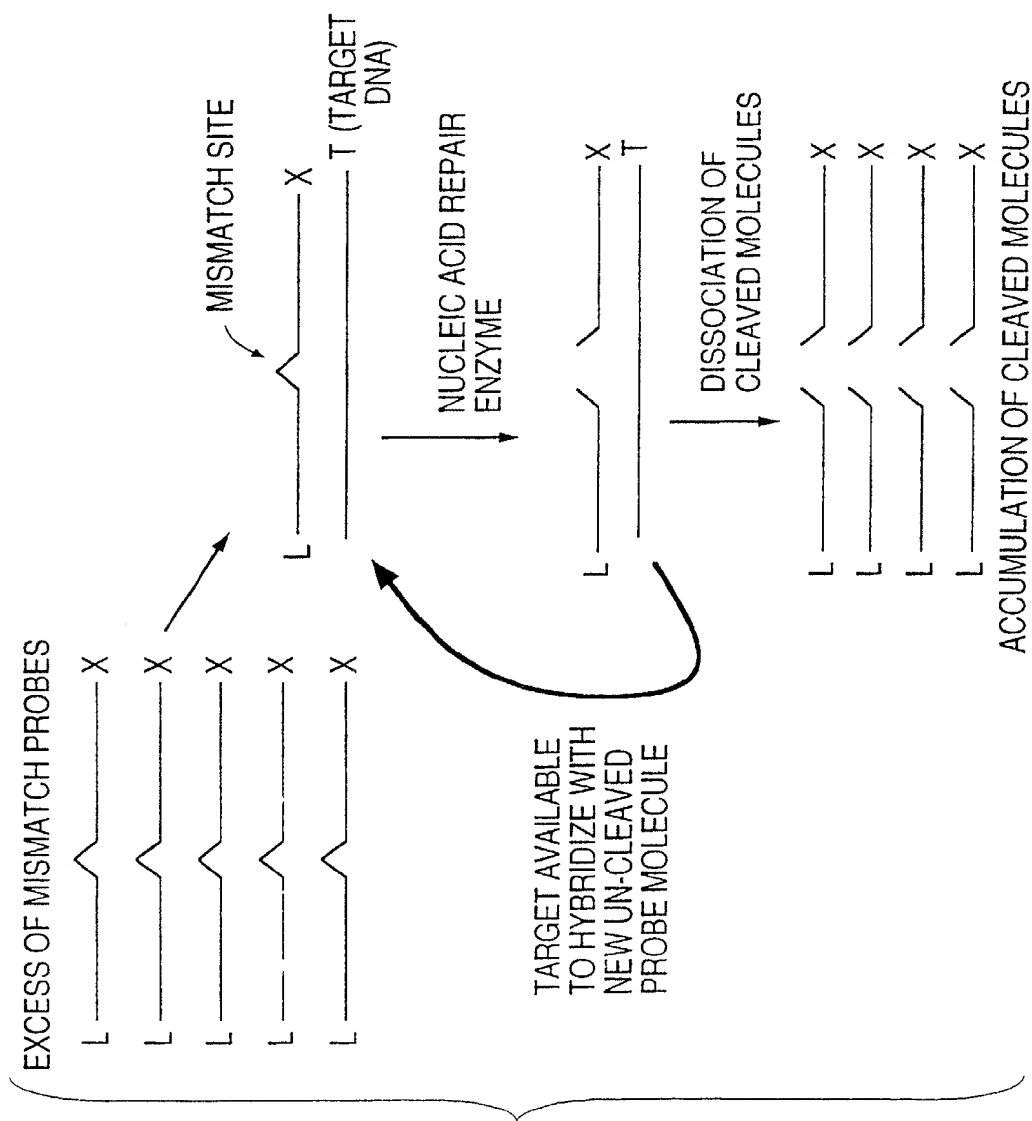 EXCESS OF MISMATCH PROBES
L X
L X
L X
L X
L X
MISMATCH SITE
L X
T (TARGET
DNA)
NUCLEIC ACID REPAIR
ENZYME
TARGET AVAILABLE
TO HYBRIDIZE WITH
NEW UN-CLEAVED
PROBE MOLECULE
L X
T
DISSOCIATION OF
CLEAVED MOLECULES
L X
L X
L X
L X
ACCUMULATION OF CLEAVED MOLECULES